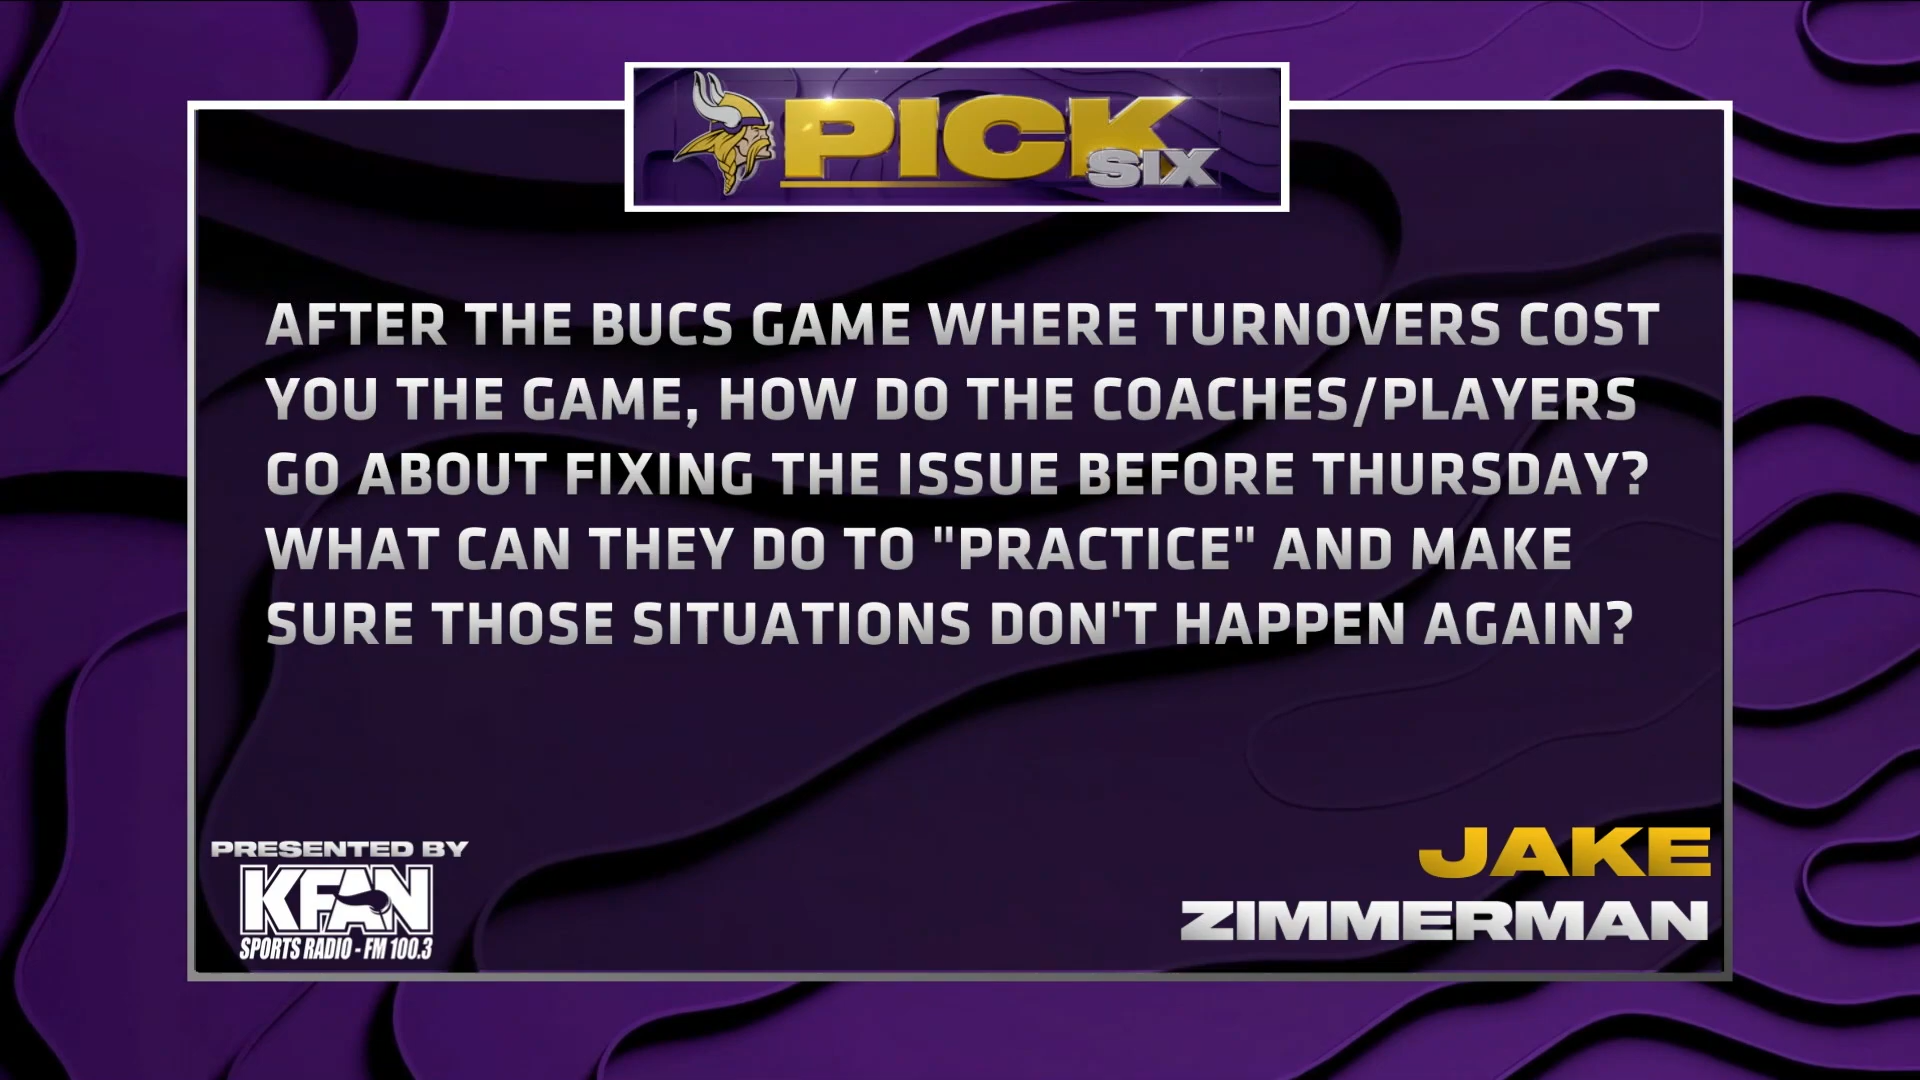 PICK
SIX
AFTER THE BUCS GAME WHERE TURNOVERS COST
YOU THE GAME, HOW DO THE COACHES/PLAYERS
GO ABOUT FIXING THE ISSUE BEFORE THURSDAY?
WHAT CAN THEY DO TO "PRACTICE" AND MAKE
SURE THOSE SITUATIONS DON'T HAPPEN AGAIN?
PRESENTED BY
KFAN
SPORTS RADIO - FM 100.3
JAKE
ZIMMERMAN